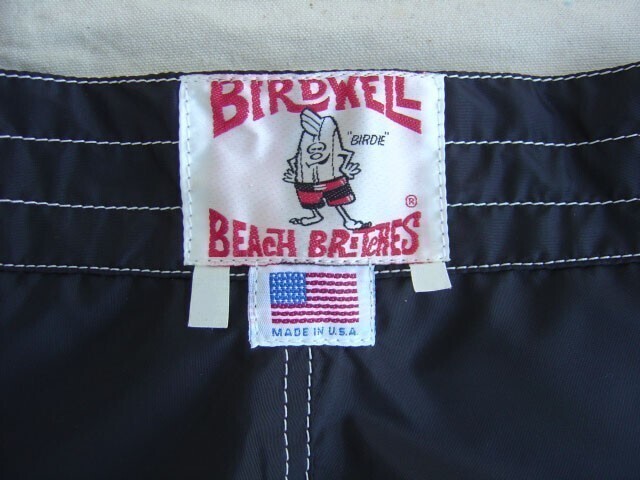 BIRDWELL
"BIRDIE"
®
BEACH BRITCHES
MADE IN U.S.A.